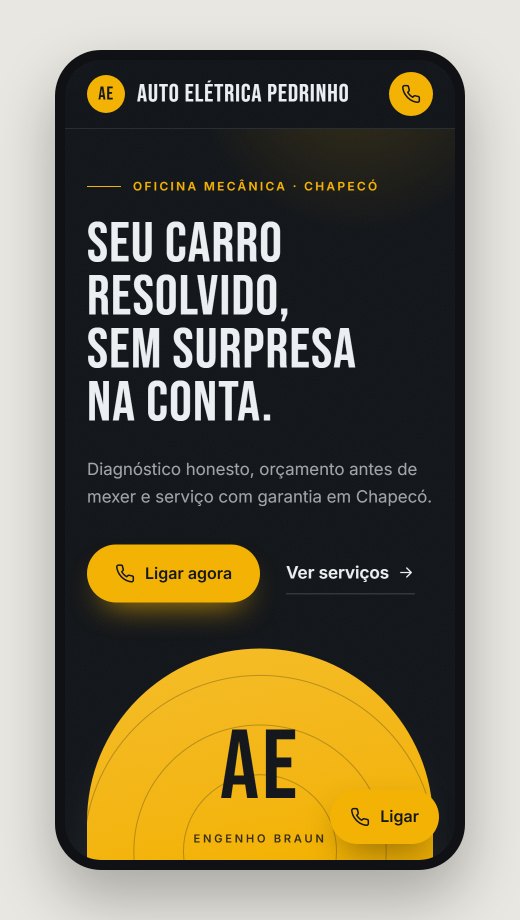 AE AUTO ELÉTRICA PEDRINHO
OFICINA MECÂNICA · CHAPECÓ
SEU CARRO
RESOLVIDO,
SEM SURPRESA
NA CONTA.
Diagnóstico honesto, orçamento antes de
mexer e serviço com garantia em Chapecó.
Ligar agora
Ver serviços →
AE
ENGENHO BRAUN
Ligar